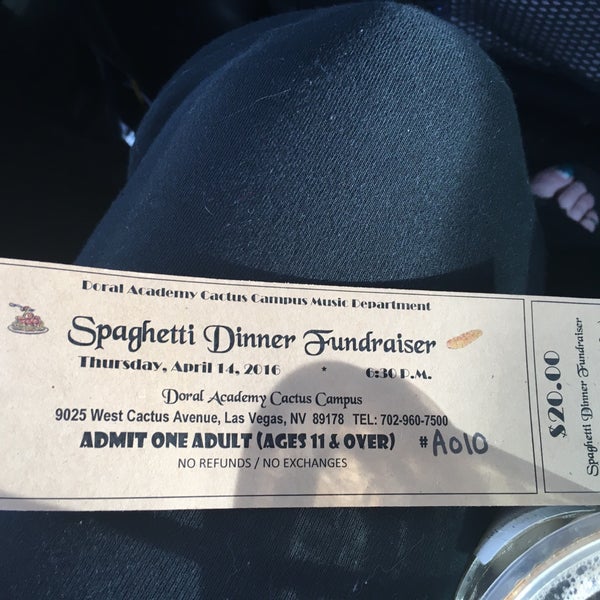 Doral Academy Cactus Campus Music Department
Spaghetti Dinner Fundraiser
Thursday, April 14, 2016 * 6:30 P.M.
Doral Academy Cactus Campus
9025 West Cactus Avenue, Las Vegas, NV 89178 TEL: 702-960-7500
ADMIT ONE ADULT (AGES 11 & OVER) #A010
NO REFUNDS / NO EXCHANGES
$20.00
Spaghetti Dinner Fundraiser